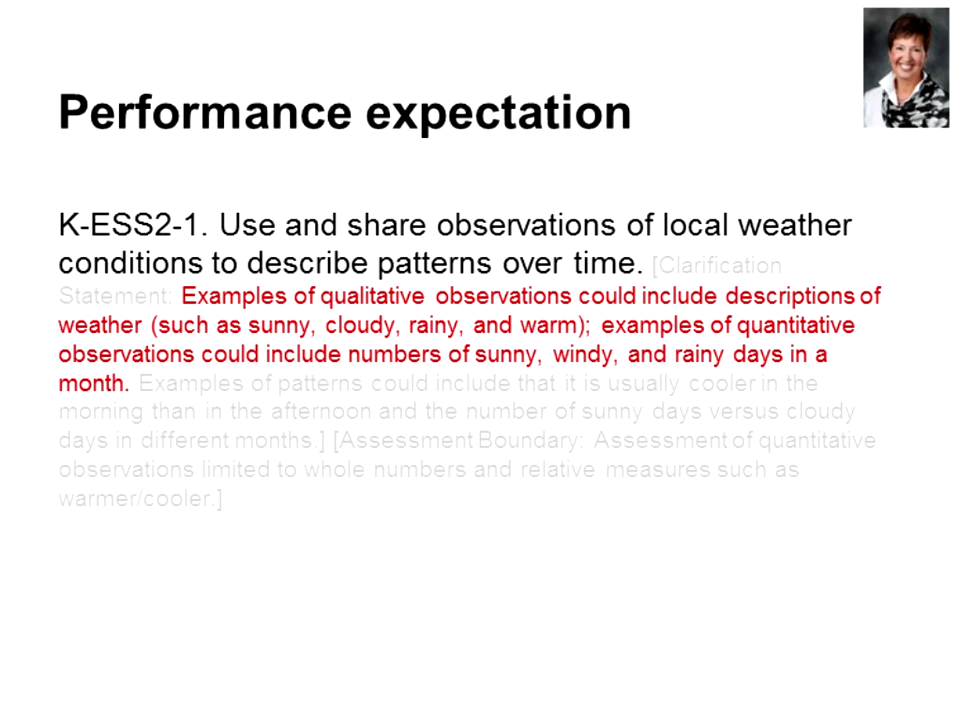 Performance expectation
K-ESS2-1. Use and share observations of local weather
conditions to describe patterns over time. [Clarification
Statement: Examples of qualitative observations could include descriptions of
weather (such as sunny, cloudy, rainy, and warm); examples of quantitative
observations could include numbers of sunny, windy, and rainy days in a
month. Examples of patterns could include that it is usually cooler in the
morning than in the afternoon and the number of sunny days versus cloudy
days in different months.] [Assessment Boundary: Assessment of quantitative
observations limited to whole numbers and relative measures such as
warmer/cooler.]